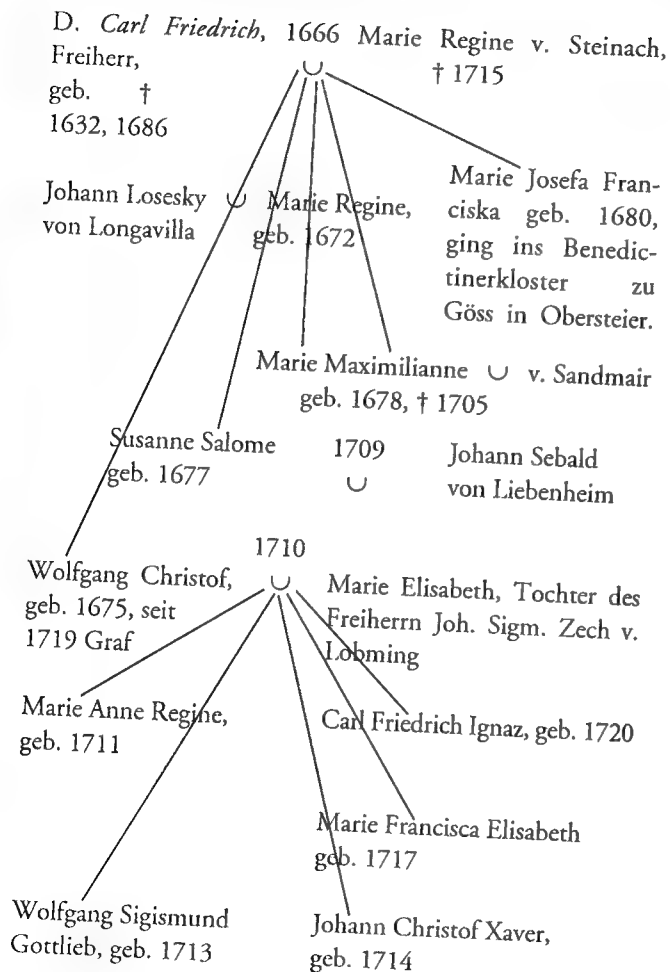 D. Carl Friedrich, 1666 Marie Regine v. Steinach,
Freiherr, ∪ † 1715
geb. †
1632, 1686
Johann Losesky ∪ Marie Regine,
von Longavilla geb. 1672
Marie Josefa Fran-
ciska geb. 1680,
ging ins Benedic-
tinerkloster zu
Göss in Obersteier.
Marie Maximilianne ∪ v. Sandmair
geb. 1678, † 1705
Susanne Salome 1709 Johann Sebald
geb. 1677 ∪ von Liebenheim
1710
Wolfgang Christof, ∪ Marie Elisabeth, Tochter des
geb. 1675, seit Freiherrn Joh. Sigm. Zech v.
1719 Graf Lobming
Marie Anne Regine,
geb. 1711
Carl Friedrich Ignaz, geb. 1720
Marie Francisca Elisabeth
geb. 1717
Wolfgang Sigismund
Gottlieb, geb. 1713
Johann Christof Xaver,
geb. 1714